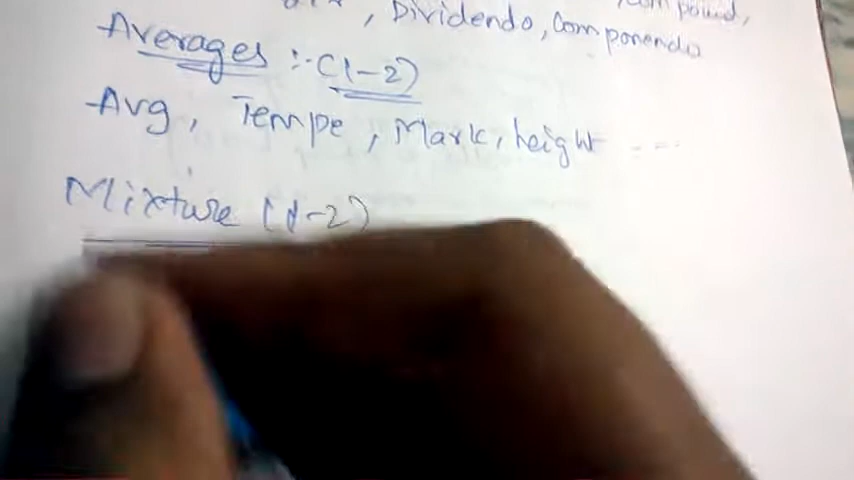 , Dividendo, Componendo
Averages :- (1-2)
Avg, Tempe, Mark, height ---
Mixture (1-2)